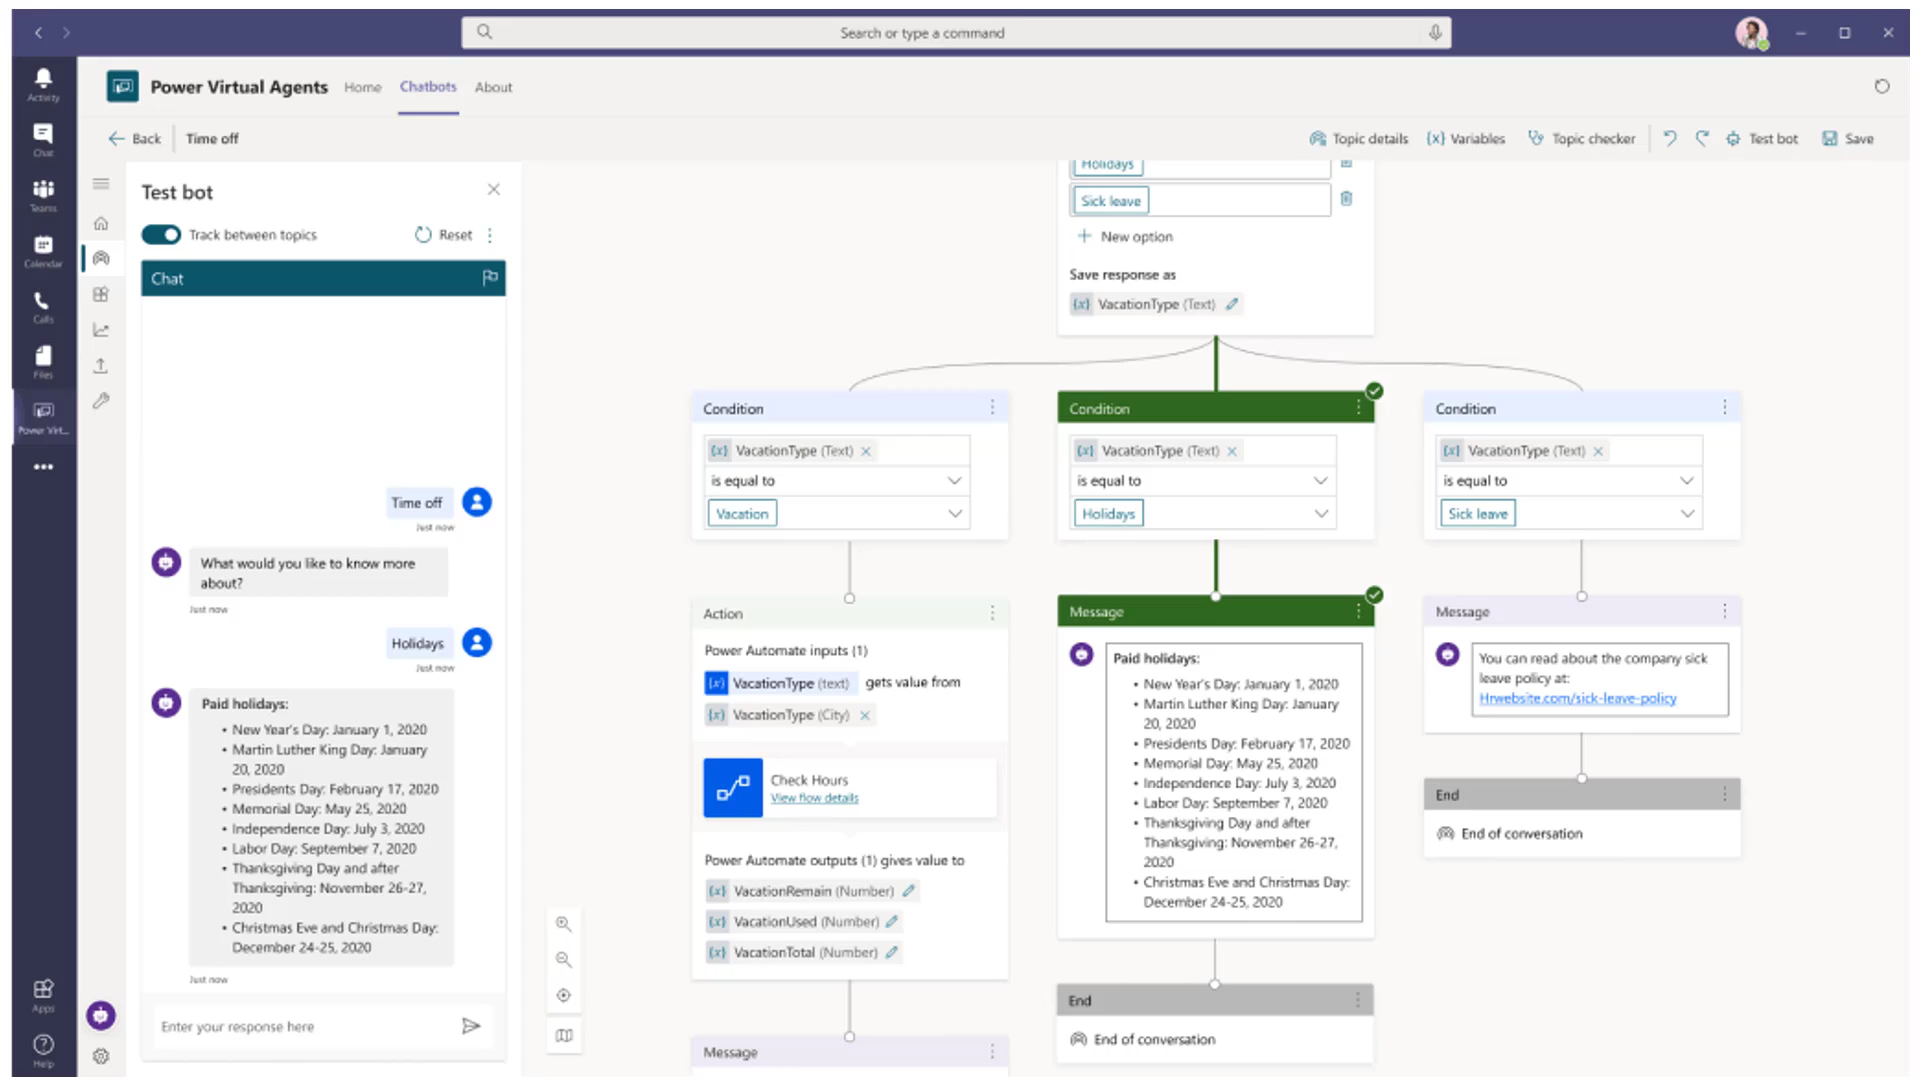 Search or type a command
Activity
Chat
Teams
Calendar
Calls
Files
Power Virt...
Apps
Help
Power Virtual Agents
Home
Chatbots
About
Back
Time off
Topic details
{x} Variables
Topic checker
Test bot
Save
Test bot
Track between topics
Reset
Chat
Time off
Just now
What would you like to know more
about?
Just now
Holidays
Just now
Paid holidays:
• New Year's Day: January 1, 2020
• Martin Luther King Day: January
20, 2020
• Presidents Day: February 17, 2020
• Memorial Day: May 25, 2020
• Independence Day: July 3, 2020
• Labor Day: September 7, 2020
• Thanksgiving Day and after
Thanksgiving: November 26-27,
2020
• Christmas Eve and Christmas Day:
December 24-25, 2020
Just now
Enter your response here
Holidays
Sick leave
New option
Save response as
{x} VacationType (Text)
Condition
{x} VacationType (Text)
is equal to
Vacation
Action
Power Automate inputs (1)
{x} VacationType (text) gets value from
{x} VacationType (City)
Check Hours
View flow details
Power Automate outputs (1) gives value to
{x} VacationRemain (Number)
{x} VacationUsed (Number)
{x} VacationTotal (Number)
Message
Condition
{x} VacationType (Text)
is equal to
Holidays
Message
Paid holidays:
• New Year's Day: January 1, 2020
• Martin Luther King Day: January
20, 2020
• Presidents Day: February 17, 2020
• Memorial Day: May 25, 2020
• Independence Day: July 3, 2020
• Labor Day: September 7, 2020
• Thanksgiving Day and after
Thanksgiving: November 26-27,
2020
• Christmas Eve and Christmas Day:
December 24-25, 2020
End
End of conversation
Condition
{x} VacationType (Text)
is equal to
Sick leave
Message
You can read about the company sick
leave policy at:
Hrwebsite.com/sick-leave-policy
End
End of conversation